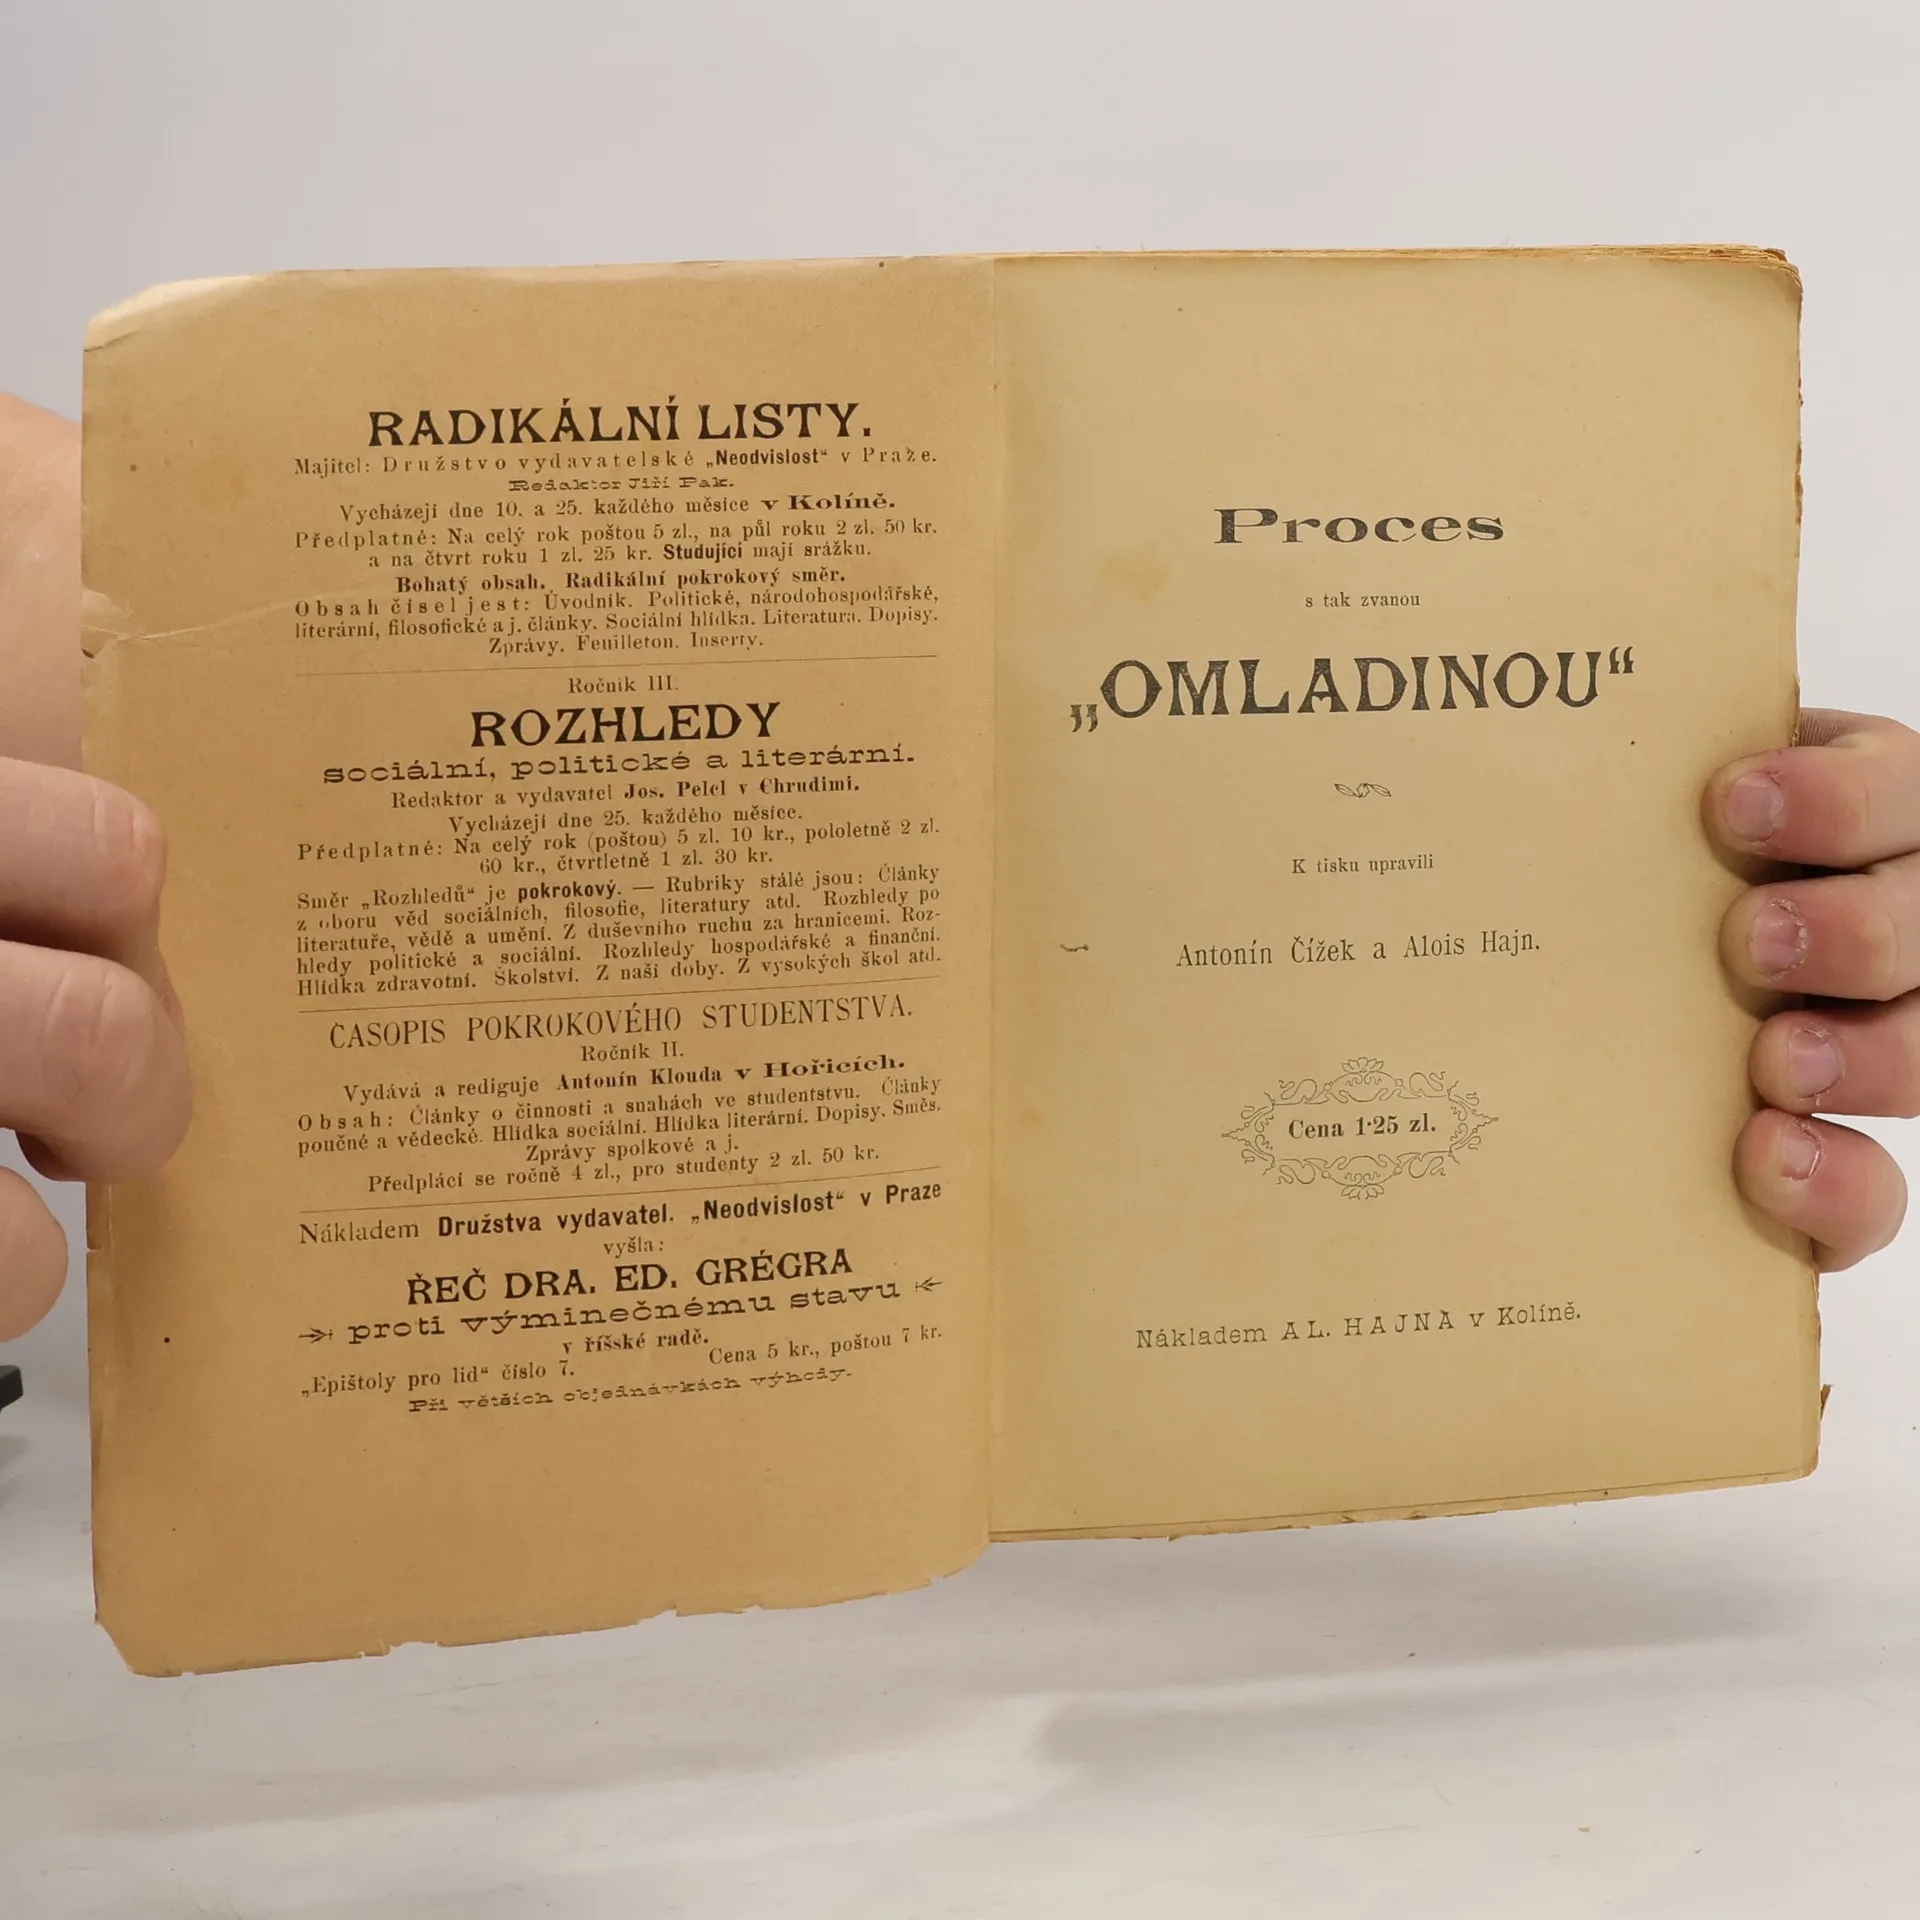 RADIKÁLNÍ LISTY.
Majitel: Družstvo vydavatelské „Neodvislost“ v Praze.
Redaktor Jiří Pak.
Vycházejí dne 10. a 25. každého měsíce v Kolíně.
Předplatné: Na celý rok poštou 5 zl., na půl roku 2 zl. 50 kr.
a na čtvrt roku 1 zl. 25 kr. Studující mají srážku.
Bohatý obsah. Radikální pokrokový směr.
Obsah čísel jest: Úvodník. Politické, národohospodářské,
literární, filosofické a j. články. Sociální hlídka. Literatura. Dopisy.
Zprávy. Feuilleton. Inserty.
Ročník III.
ROZHLEDY
sociální, politické a literární.
Redaktor a vydavatel Jos. Pelcl v Chrudimi.
Vycházejí dne 25. každého měsíce.
Předplatné: Na celý rok (poštou) 5 zl. 10 kr., pololetně 2 zl.
60 kr., čtvrtletně 1 zl. 30 kr.
Směr „Rozhledů“ je pokrokový. — Rubriky stálé jsou: Články
z oboru věd sociálních, filosofie, literatury atd. Rozhledy po
literatuře, vědě a umění. Z duševního ruchu za hranicemi. Roz-
hledy politické a sociální. Rozhledy hospodářské a finanční.
Hlídka zdravotní. Školství. Z naší doby. Z vysokých škol atd.
ČASOPIS POKROKOVÉHO STUDENTSTVA.
Ročník II.
Vydává a rediguje Antonín Klouda v Hořicích.
Obsah: Články o činnosti a snahách ve studentstvu. Články
poučné a vědecké. Hlídka sociální. Hlídka literární. Dopisy. Směs.
Zprávy spolkové a j.
Předplácí se ročně 4 zl., pro studenty 2 zl. 50 kr.
Nákladem Družstva vydavatel. „Neodvislost“ v Praze
vyšla:
ŘEČ DRA. ED. GRÉGRA
proti výminečnému stavu
v říšské radě.
„Epištoly pro lid“ číslo 7. Cena 5 kr., poštou 7 kr.
Při větších objednávkách výhody.
Proces
s tak zvanou
„OMLADINOU“
K tisku upravili
Antonín Čížek a Alois Hajn.
Cena 1·25 zl.
Nákladem AL. HAJNA v Kolíně.